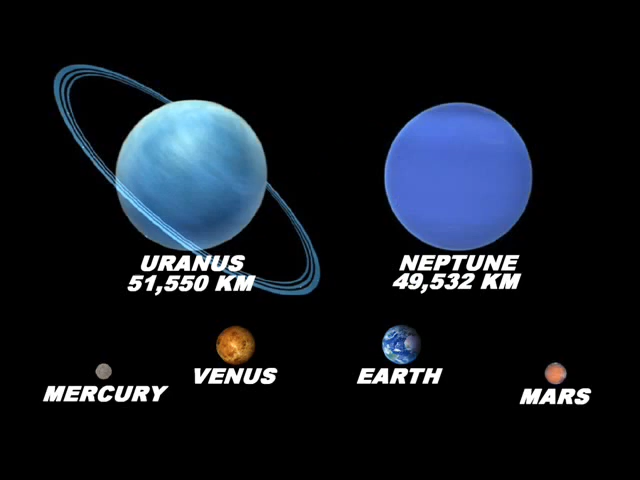 URANUS
51,550 KM
NEPTUNE
49,532 KM
VENUS
EARTH
MERCURY
MARS